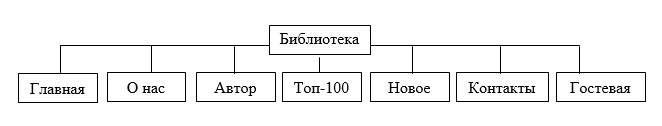 Библиотека
Главная
О нас
Автор
Топ-100
Новое
Контакты
Гостевая